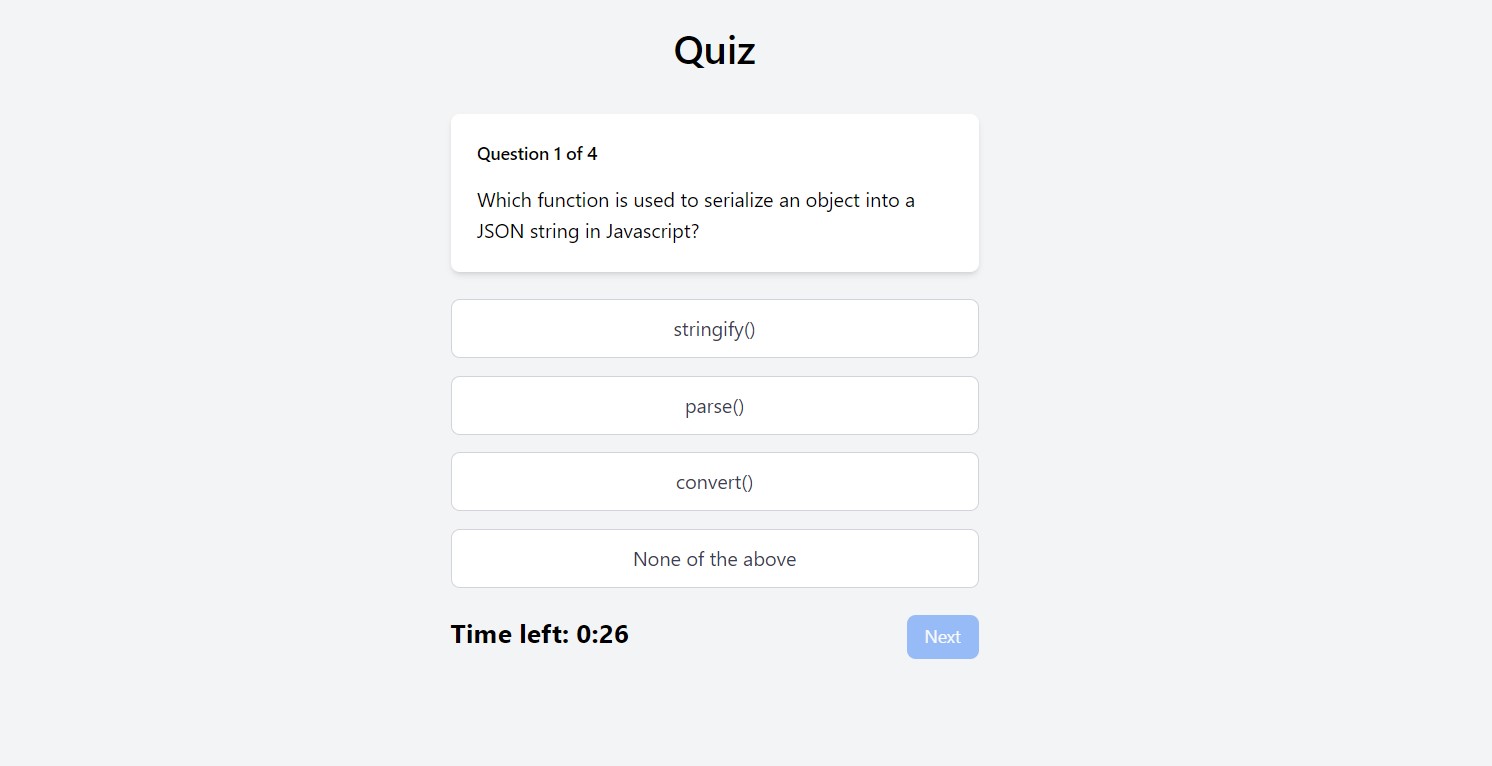 Quiz
Question 1 of 4
Which function is used to serialize an object into a
JSON string in Javascript?
stringify()
parse()
convert()
None of the above
Time left: 0:26
Next